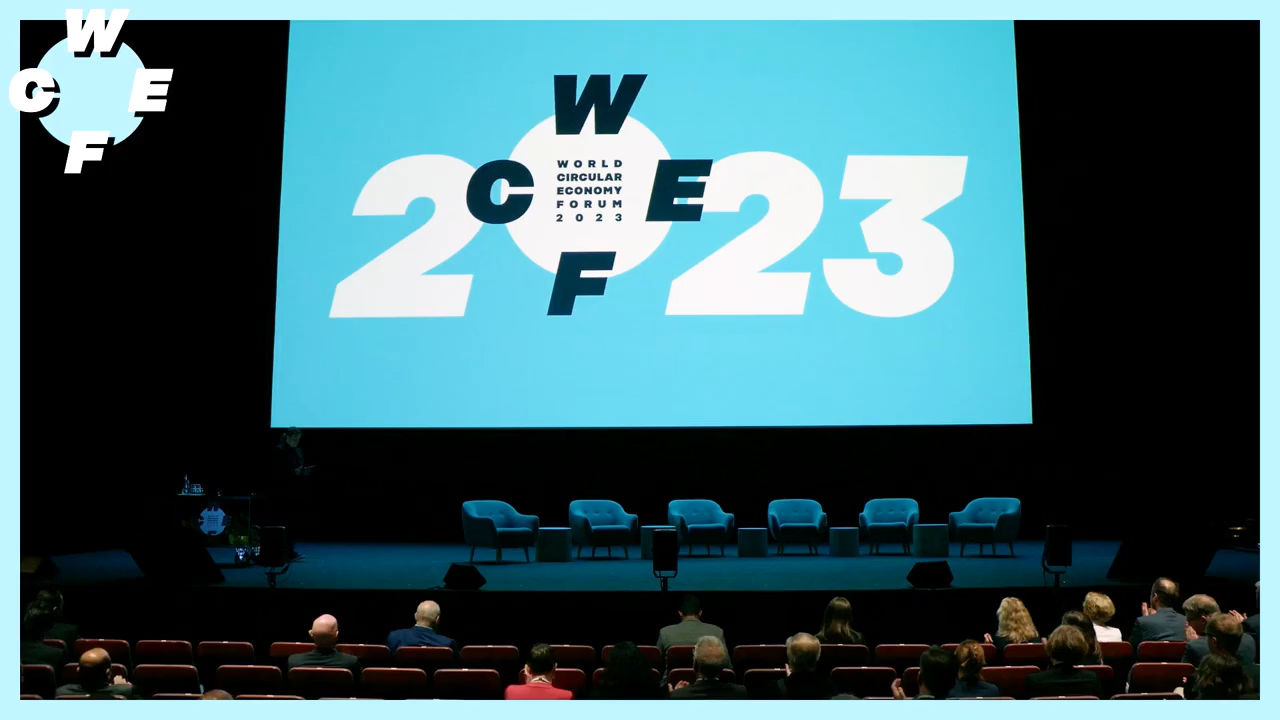 W
C E
F
W
2 C E 23
WORLD
CIRCULAR
ECONOMY
FORUM
2023
F